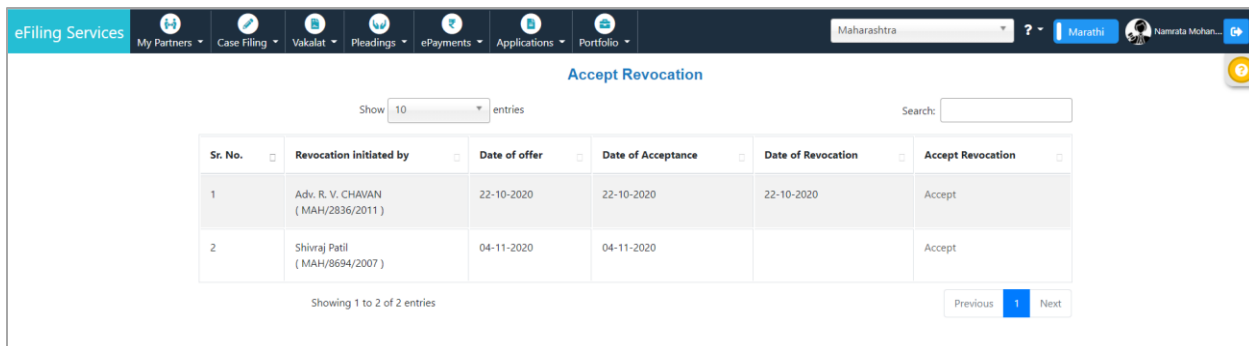 eFiling Services
My Partners
Case Filing
Vakalat
Pleadings
ePayments
Applications
Portfolio
Maharashtra
?
Marathi
Namrata Mohan...
Accept Revocation
Show 10 entries
Search:
Sr. No. Revocation initiated by Date of offer Date of Acceptance Date of Revocation Accept Revocation
1 Adv. R. V. CHAVAN 22-10-2020 22-10-2020 22-10-2020 Accept
( MAH/2836/2011 )
2 Shivraj Patil 04-11-2020 04-11-2020 Accept
( MAH/8694/2007 )
Showing 1 to 2 of 2 entries
Previous 1 Next